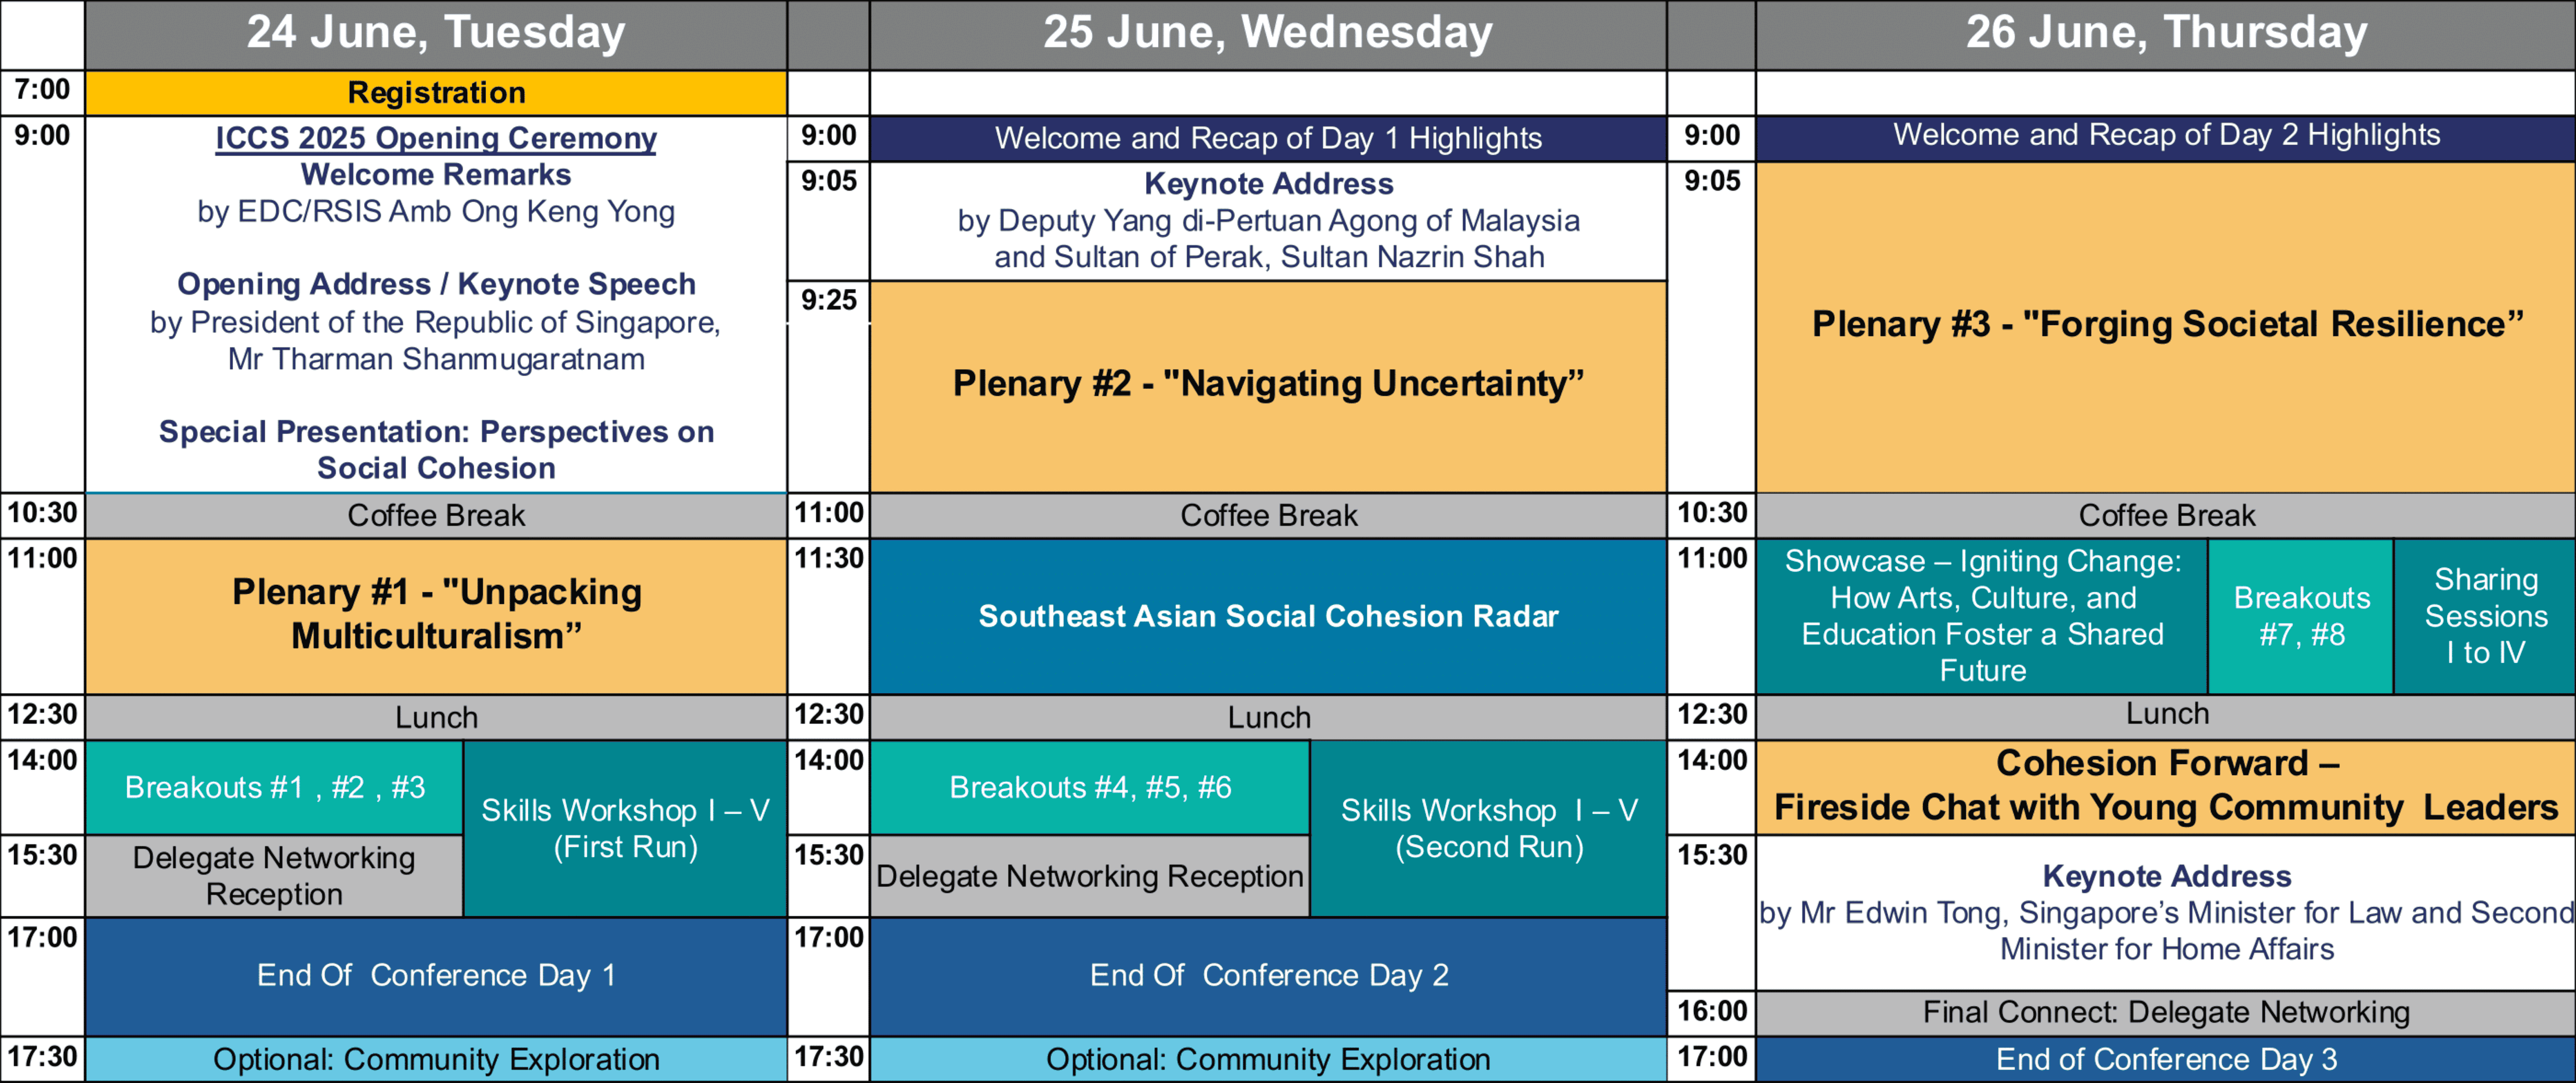 24 June, Tuesday
7:00
Registration
9:00
ICCS 2025 Opening Ceremony
Welcome Remarks
by EDC/RSIS Amb Ong Keng Yong
Opening Address / Keynote Speech
by President of the Republic of Singapore,
Mr Tharman Shanmugaratnam
Special Presentation: Perspectives on
Social Cohesion
10:30
Coffee Break
11:00
Plenary #1 - "Unpacking
Multiculturalism”
12:30
Lunch
14:00
Breakouts #1 , #2 , #3
Skills Workshop I – V
(First Run)
15:30
Delegate Networking
Reception
17:00
End Of  Conference Day 1
17:30
Optional: Community Exploration
25 June, Wednesday
9:00
Welcome and Recap of Day 1 Highlights
9:05
Keynote Address
by Deputy Yang di-Pertuan Agong of Malaysia
and Sultan of Perak, Sultan Nazrin Shah
9:25
Plenary #2 - "Navigating Uncertainty”
11:00
Coffee Break
11:30
Southeast Asian Social Cohesion Radar
12:30
Lunch
14:00
Breakouts #4, #5, #6
Skills Workshop  I – V
(Second Run)
15:30
Delegate Networking Reception
17:00
End Of  Conference Day 2
17:30
Optional: Community Exploration
26 June, Thursday
9:00
Welcome and Recap of Day 2 Highlights
9:05
Plenary #3 - "Forging Societal Resilience”
10:30
Coffee Break
11:00
Showcase – Igniting Change:
How Arts, Culture, and
Education Foster a Shared
Future
Breakouts
#7, #8
Sharing
Sessions
I to IV
12:30
Lunch
14:00
Cohesion Forward –
Fireside Chat with Young Community  Leaders
15:30
Keynote Address
by Mr Edwin Tong, Singapore’s Minister for Law and Second
Minister for Home Affairs
16:00
Final Connect: Delegate Networking
17:00
End of Conference Day 3